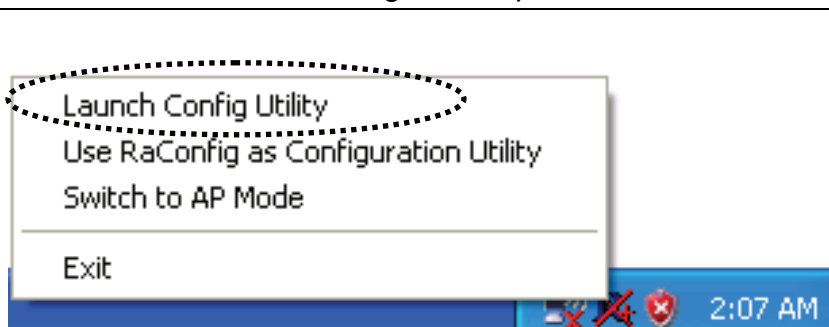 Launch Config Utility
Use RaConfig as Configuration Utility
Switch to AP Mode
Exit
2:07 AM